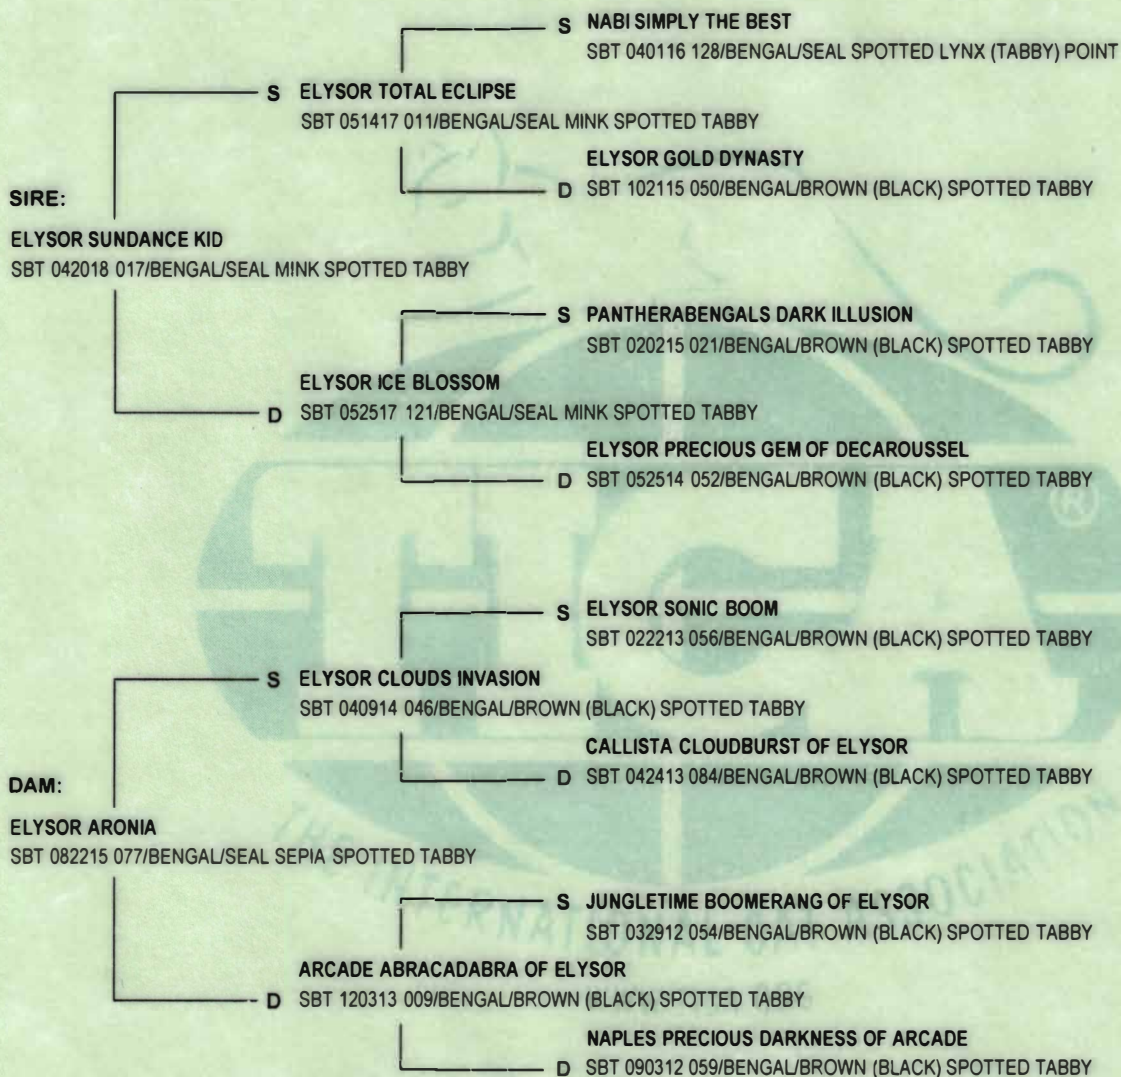 S NABI SIMPLY THE BEST
SBT 040116 128/BENGAL/SEAL SPOTTED LYNX (TABBY) POINT
S ELYSOR TOTAL ECLIPSE
SBT 051417 011/BENGAL/SEAL MINK SPOTTED TABBY
ELYSOR GOLD DYNASTY
D SBT 102115 050/BENGAL/BROWN (BLACK) SPOTTED TABBY
SIRE:
ELYSOR SUNDANCE KID
SBT 042018 017/BENGAL/SEAL MINK SPOTTED TABBY
S PANTHERABENGALS DARK ILLUSION
SBT 020215 021/BENGAL/BROWN (BLACK) SPOTTED TABBY
ELYSOR ICE BLOSSOM
D SBT 052517 121/BENGAL/SEAL MINK SPOTTED TABBY
ELYSOR PRECIOUS GEM OF DECAROUSSEL
D SBT 052514 052/BENGAL/BROWN (BLACK) SPOTTED TABBY
TICA ®
S ELYSOR SONIC BOOM
SBT 022213 056/BENGAL/BROWN (BLACK) SPOTTED TABBY
S ELYSOR CLOUDS INVASION
SBT 040914 046/BENGAL/BROWN (BLACK) SPOTTED TABBY
CALLISTA CLOUDBURST OF ELYSOR
D SBT 042413 084/BENGAL/BROWN (BLACK) SPOTTED TABBY
DAM:
ELYSOR ARONIA
SBT 082215 077/BENGAL/SEAL SEPIA SPOTTED TABBY
THE INTERNATIONAL CAT ASSOCIATION
S JUNGLETIME BOOMERANG OF ELYSOR
SBT 032912 054/BENGAL/BROWN (BLACK) SPOTTED TABBY
ARCADE ABRACADABRA OF ELYSOR
D SBT 120313 009/BENGAL/BROWN (BLACK) SPOTTED TABBY
NAPLES PRECIOUS DARKNESS OF ARCADE
D SBT 090312 059/BENGAL/BROWN (BLACK) SPOTTED TABBY